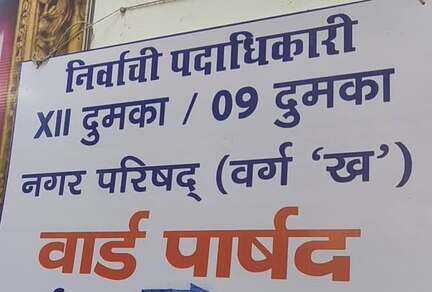 निर्वाची पदाधिकारी
XII दुमका / 09 दुमका
नगर परिषद् (वर्ग ‘ख’)
वार्ड पार्षद